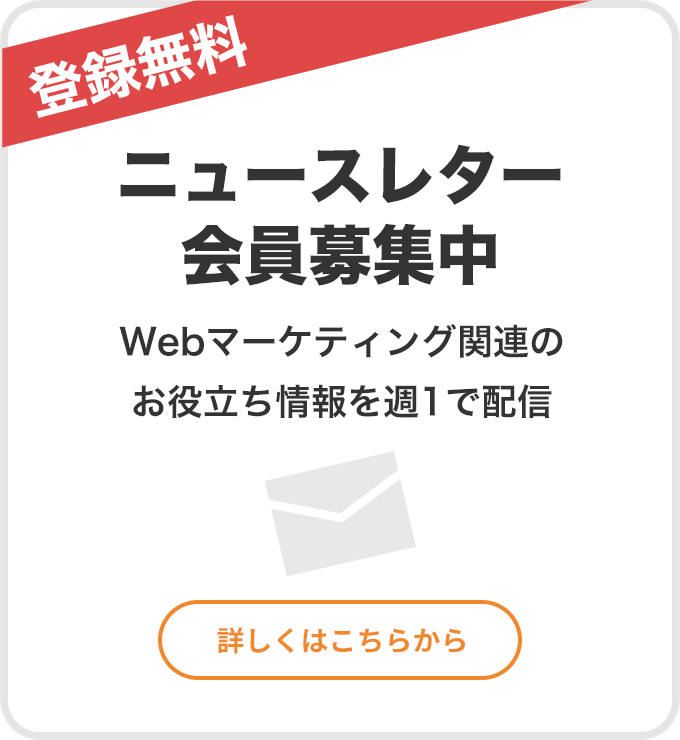 登録無料
ニュースレター
会員募集中
Webマーケティング関連の
お役立ち情報を週1で配信
詳しくはこちらから